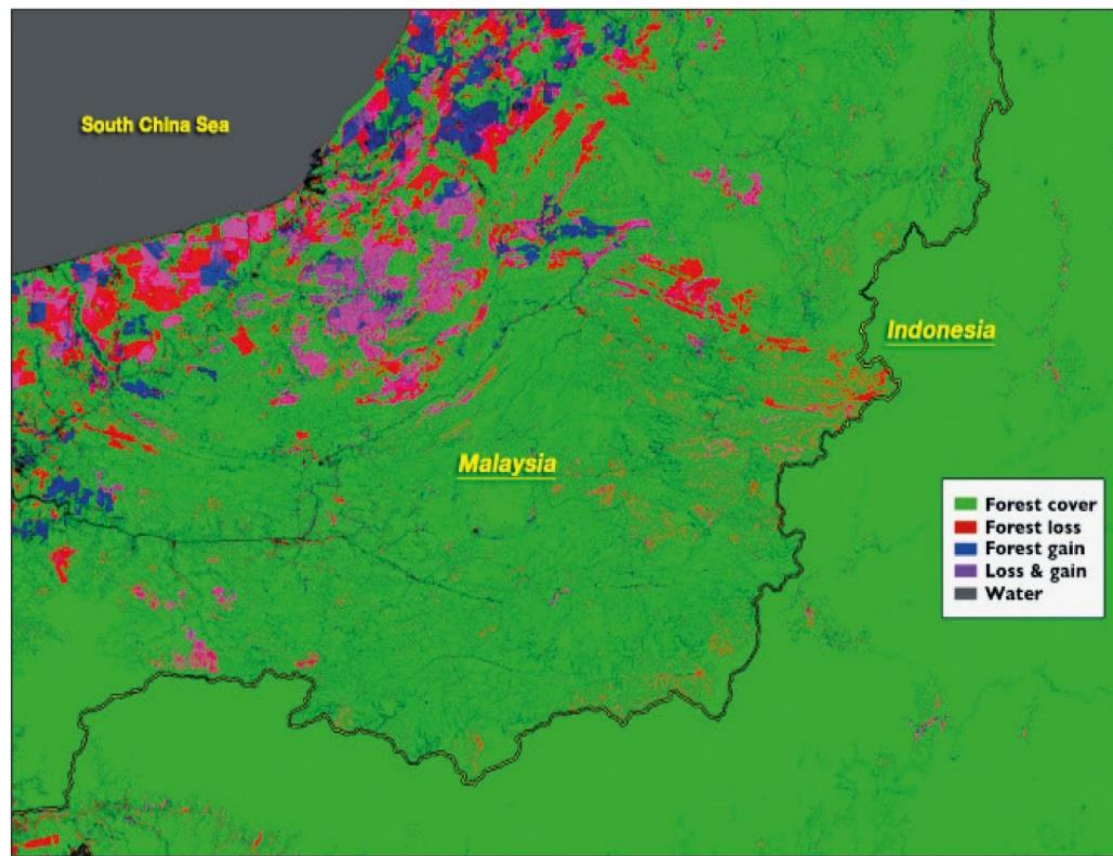 South China Sea
Indonesia
Malaysia
Forest cover
Forest loss
Forest gain
Loss & gain
Water